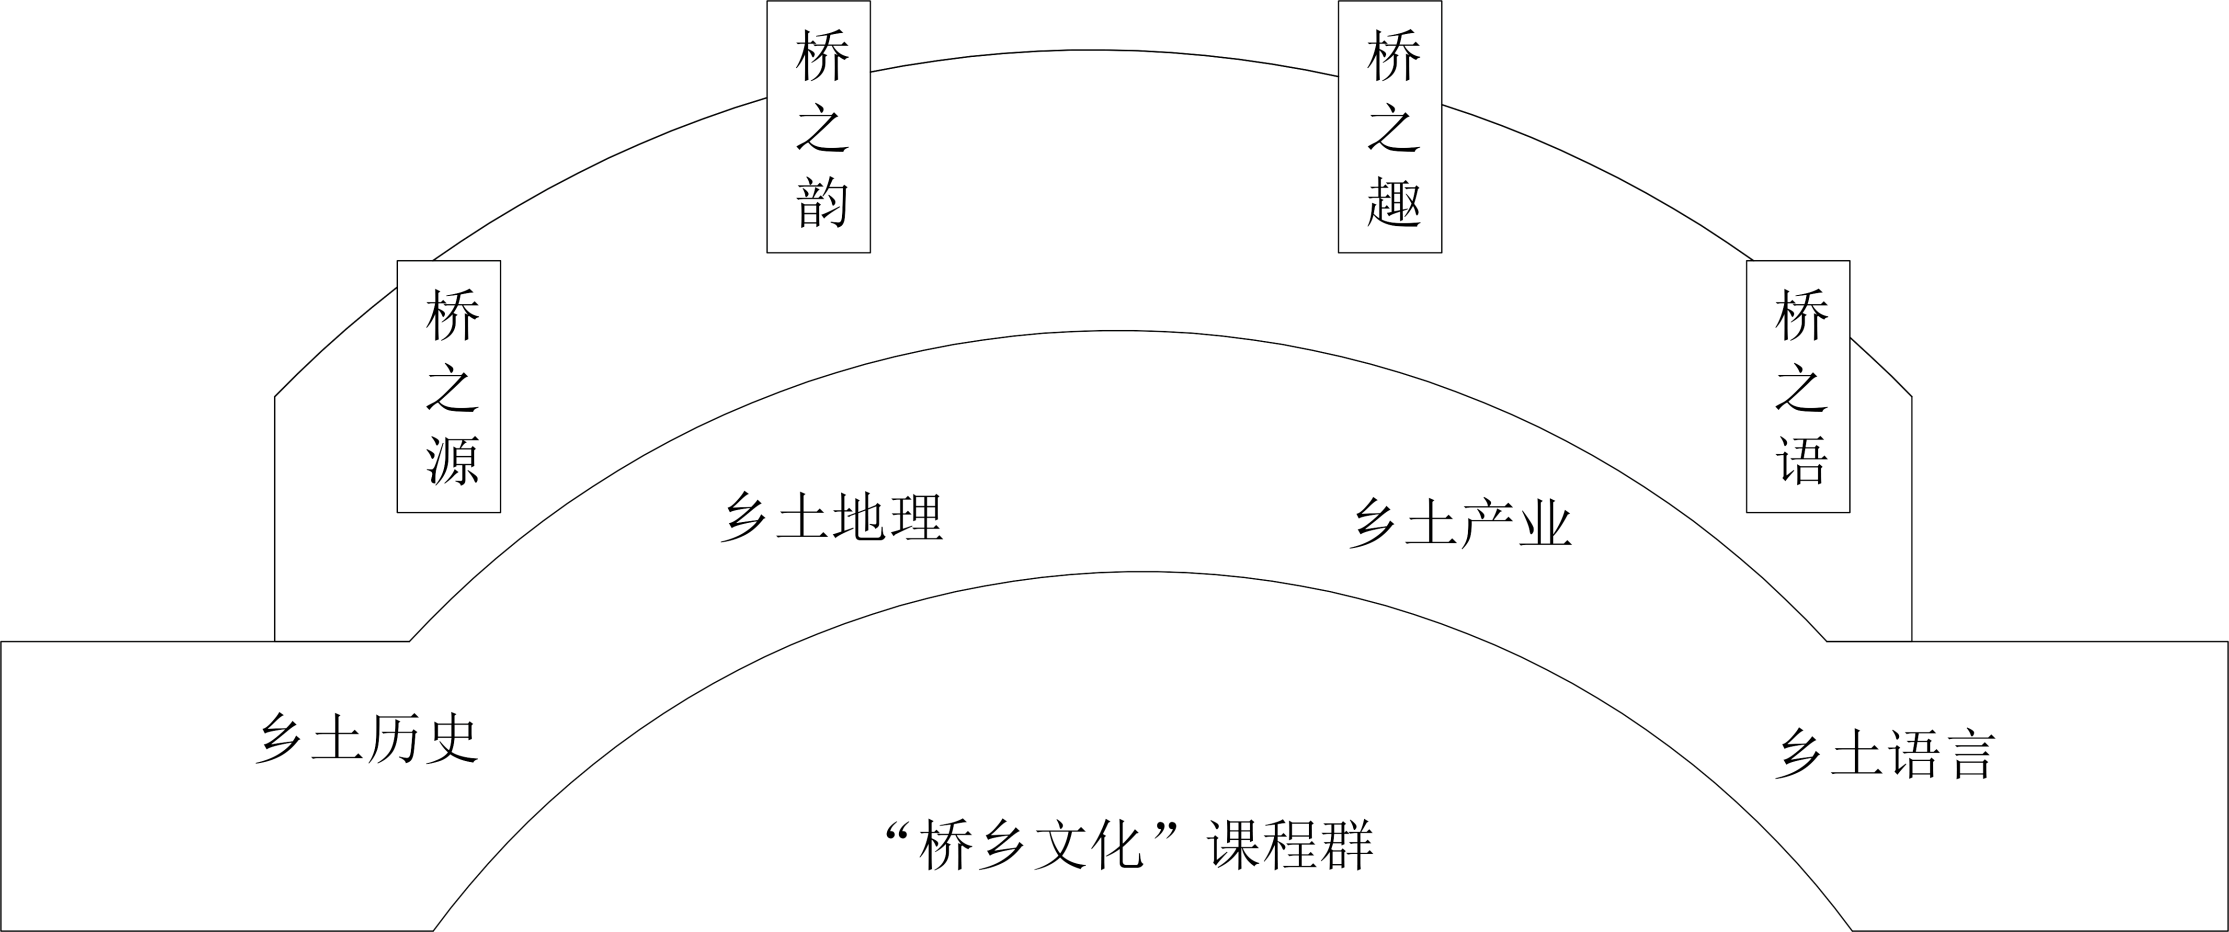 桥之韵
桥之趣
桥之源
桥之语
乡土地理
乡土产业
乡土历史
乡土语言
“桥乡文化”课程群